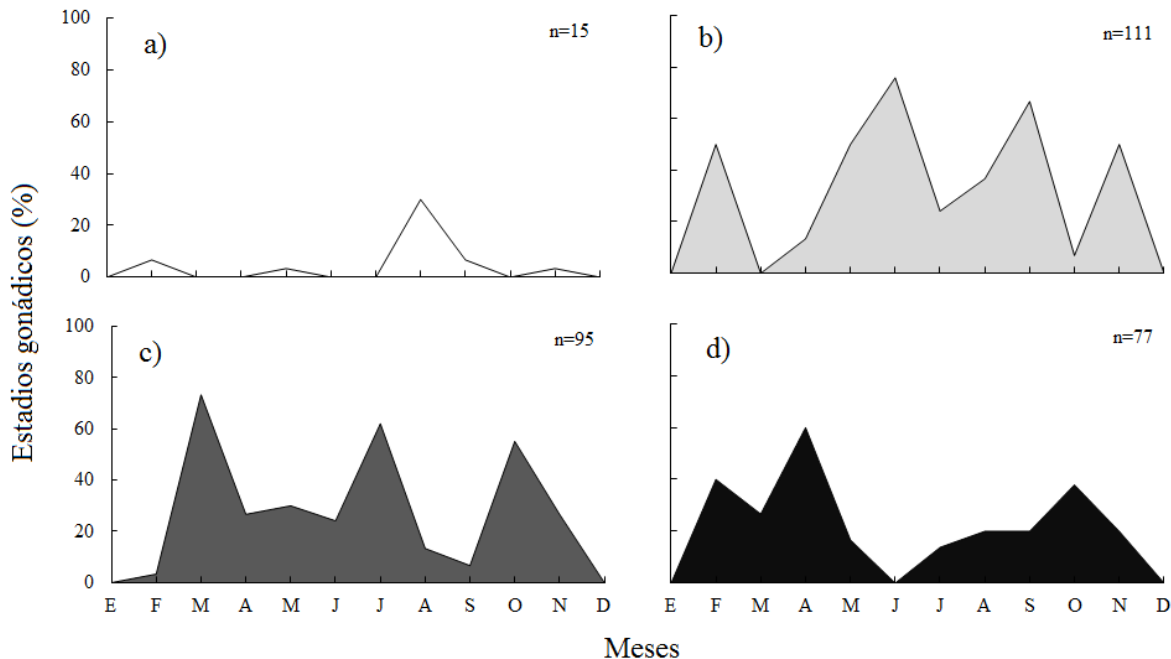 a)
n=15
100
80
60
40
20
0
b)
n=111
Estadios gonádicos (%)
c)
n=95
100
80
60
40
20
0
E F M A M J J A S O N D
d)
n=77
E F M A M J J A S O N D
Meses